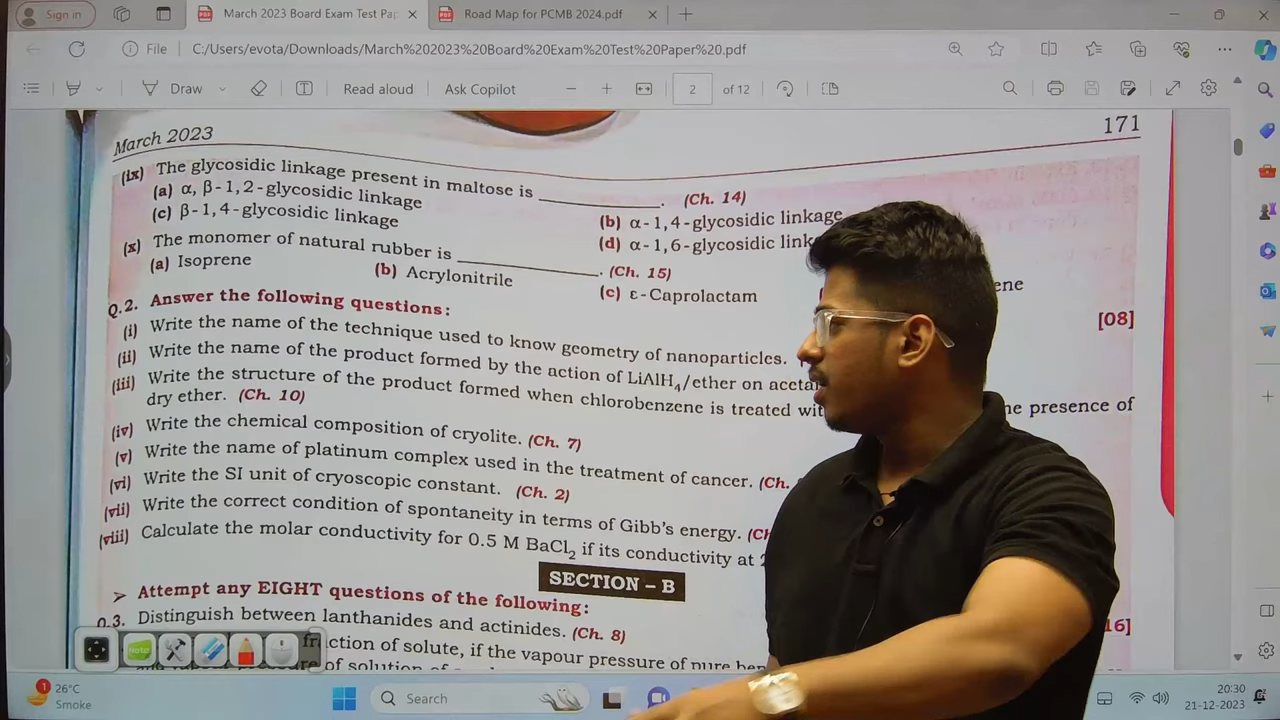 Sign in
March 2023 Board Exam Test Pap
Road Map for PCMB 2024.pdf
File
C:/Users/evota/Downloads/March%202023%20Board%20Exam%20Test%20Paper%20.pdf
Draw
Read aloud
Ask Copilot
2
of 12
March 2023
171
(ix) The glycosidic linkage present in maltose is __________. (Ch. 14)
(a) α, β - 1, 2 - glycosidic linkage
(b) α - 1, 4 - glycosidic linkage
(c) β - 1, 4 - glycosidic linkage
(d) α - 1, 6 - glycosidic link
(x) The monomer of natural rubber is __________. (Ch. 15)
(a) Isoprene
(b) Acrylonitrile
(c) ε - Caprolactam
ene
Q.2. Answer the following questions:
[08]
(i) Write the name of the technique used to know geometry of nanoparticles.
(ii) Write the name of the product formed by the action of LiAlH4/ether on aceta
(iii) Write the structure of the product formed when chlorobenzene is treated wit he presence of
dry ether. (Ch. 10)
(iv) Write the chemical composition of cryolite. (Ch. 7)
(v) Write the name of platinum complex used in the treatment of cancer. (Ch.
(vi) Write the SI unit of cryoscopic constant. (Ch. 2)
(vii) Write the correct condition of spontaneity in terms of Gibb's energy. (Ch
(viii) Calculate the molar conductivity for 0.5 M BaCl2 if its conductivity at 2
SECTION – B
➢ Attempt any EIGHT questions of the following:
16]
Q.3. Distinguish between lanthanides and actinides. (Ch. 8)
fraction of solute, if the vapour pressure of pure ben
of solution of
Note
1
26°C
Smoke
Search
20:30
21-12-2023